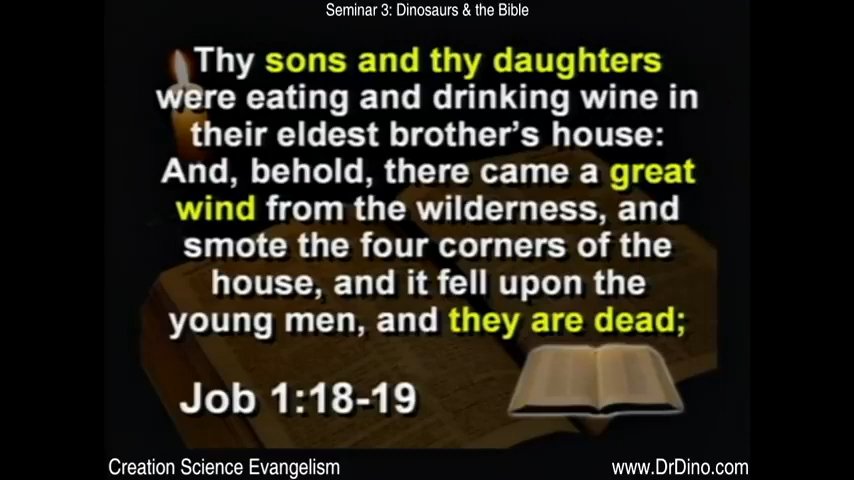 Seminar 3: Dinosaurs & the Bible
Thy sons and thy daughters
were eating and drinking wine in
their eldest brother's house:
And, behold, there came a great
wind from the wilderness, and
smote the four corners of the
house, and it fell upon the
young men, and they are dead;
Job 1:18-19
Creation Science Evangelism
www.DrDino.com